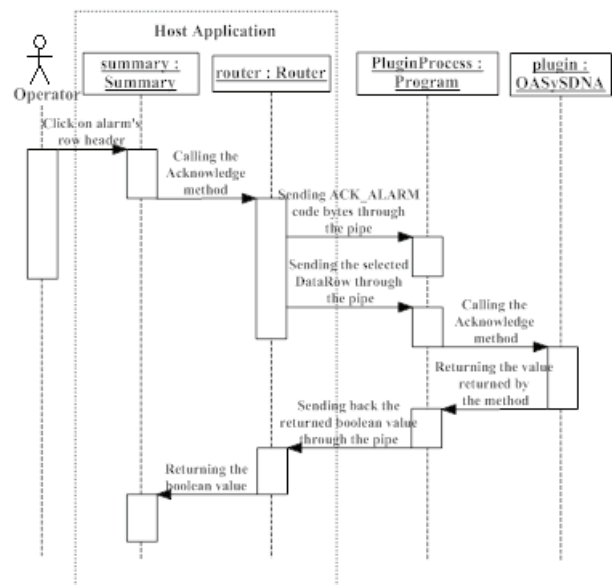 Host Application
Operator
summary :
Summary
router : Router
PluginProcess :
Program
plugin :
OASySDNA
Click on alarm's
row header
Calling the
Acknowledge
method
Sending ACK_ALARM
code bytes through
the pipe
Sending the selected
DataRow through
the pipe
Calling the
Acknowledge
method
Returning the value
returned by
the method
Sending back the
returned boolean value
through the pipe
Returning the
boolean value